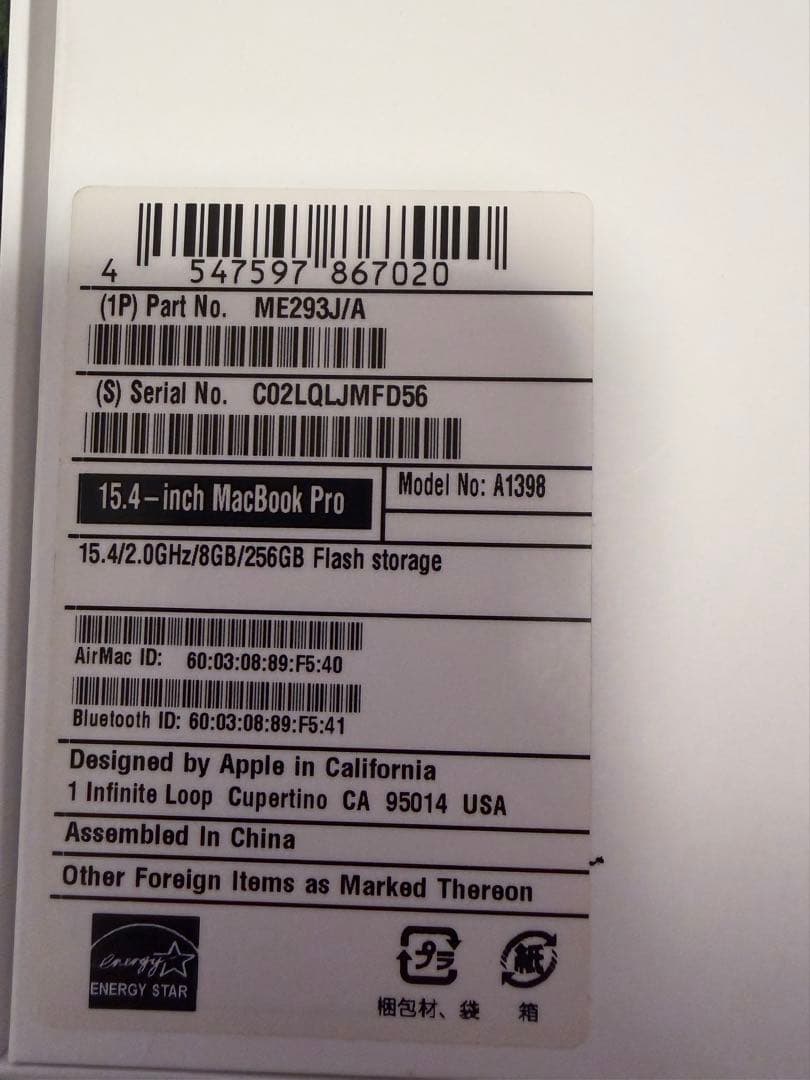 4 547597 867020
(1P) Part No. ME293J/A
(S) Serial No. C02LQLJMFD56
15.4-inch MacBook Pro
Model No: A1398
15.4/2.0GHz/8GB/256GB Flash storage
AirMac ID: 60:03:08:89:F5:40
Bluetooth ID: 60:03:08:89:F5:41
Designed by Apple in California
1 Infinite Loop Cupertino CA 95014 USA
Assembled In China
Other Foreign Items as Marked Thereon
energy
ENERGY STAR
プラ
紙
梱包材、袋
箱